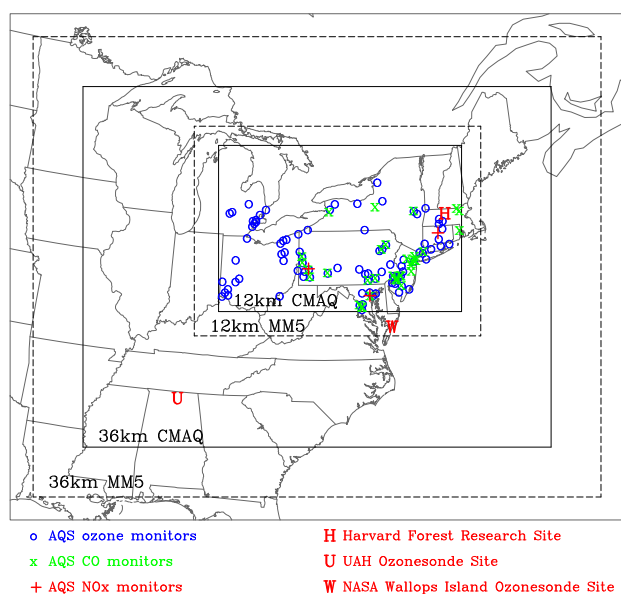 H
12km CMAQ
12km MM5
W
U
36km CMAQ
36km MM5
o AQS ozone monitors
x AQS CO monitors
+ AQS NOx monitors
H Harvard Forest Research Site
U UAH Ozonesonde Site
W NASA Wallops Island Ozonesonde Site